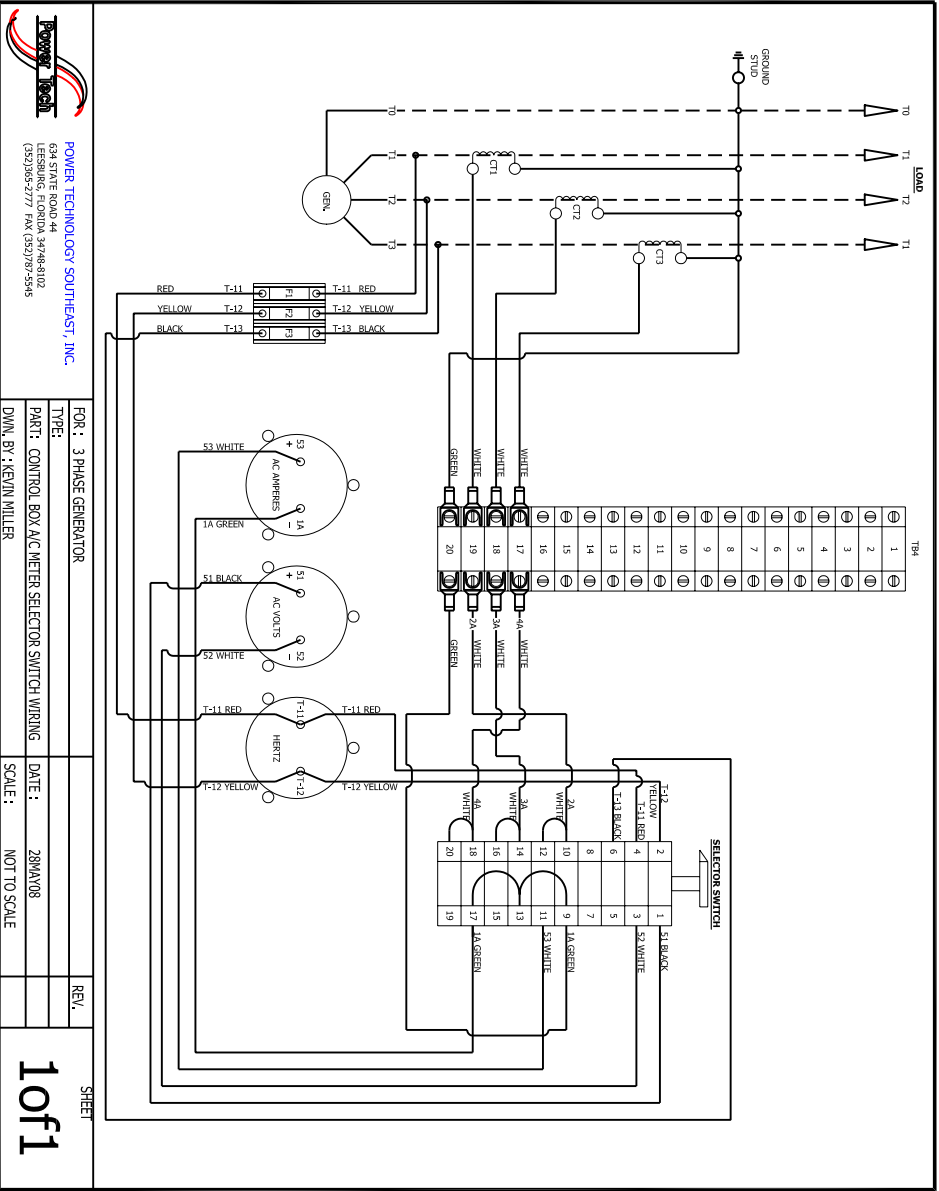 GROUND
STUD
LOAD
T0
T1
T2
T1
T0
T1
T2
T3
CT1
CT2
CT3
GEN.
RED
T-11
F1
T-11
RED
YELLOW
T-12
F2
T-12
YELLOW
BLACK
T-13
F3
T-13
BLACK
GREEN
WHITE
WHITE
WHITE
TB4
20
19
18
17
16
15
14
13
12
11
10
9
8
7
6
5
4
3
2
1
2A
3A
4A
GREEN
WHITE
WHITE
WHITE
53 WHITE
53
+
AC AMPERES
1A
-
1A GREEN
51 BLACK
51
+
AC VOLTS
52
-
52 WHITE
T-11 RED
T-11
T-11 RED
HERTZ
T-12
T-12 YELLOW
T-12 YELLOW
4A
WHITE
3A
WHITE
2A
WHITE
T-13 BLACK
T-11 RED
T-12
YELLOW
SELECTOR SWITCH
20
18
16
14
12
10
8
6
4
2
19
17
15
13
11
9
7
5
3
1
1A GREEN
53 WHITE
1A GREEN
52 WHITE
51 BLACK
Power Tech
POWER TECHNOLOGY SOUTHEAST, INC.
634 STATE ROAD 44
LEESBURG, FLORIDA 34748-8102
(352)365-2777 FAX (352)787-5545
FOR : 3 PHASE GENERATOR
TYPE:
PART: CONTROL BOX A/C METER SELECTOR SWITCH WIRING
DWN. BY : KEVIN MILLER
DATE : 28MAY08
SCALE : NOT TO SCALE
REV.
SHEET
1of1